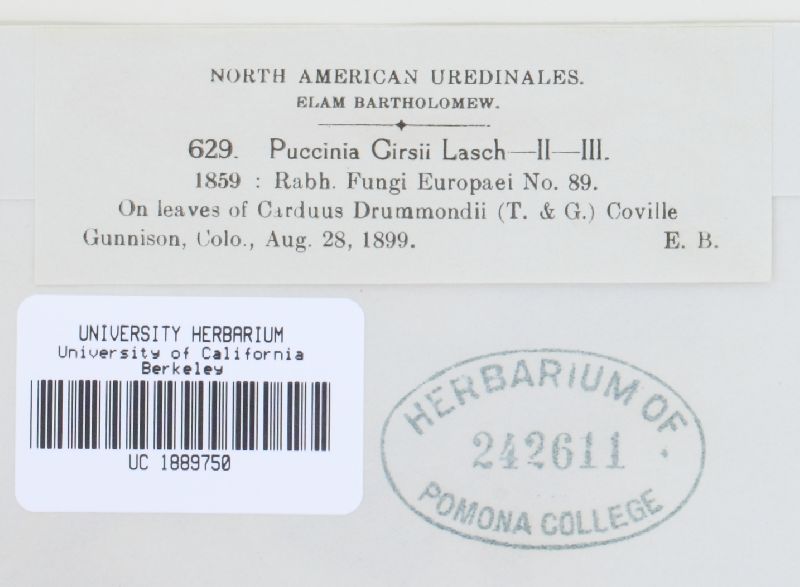 NORTH AMERICAN UREDINALES.
ELAM BARTHOLOMEW.
629. Puccinia Cirsii Lasch—II—III.
1859 : Rabh. Fungi Europaei No. 89.
On leaves of Carduus Drummondii (T. & G.) Coville
Gunnison, Colo., Aug. 28, 1899. E. B.
UNIVERSITY HERBARIUM
University of California
Berkeley
UC 1889750
HERBARIUM OF
242611
POMONA COLLEGE